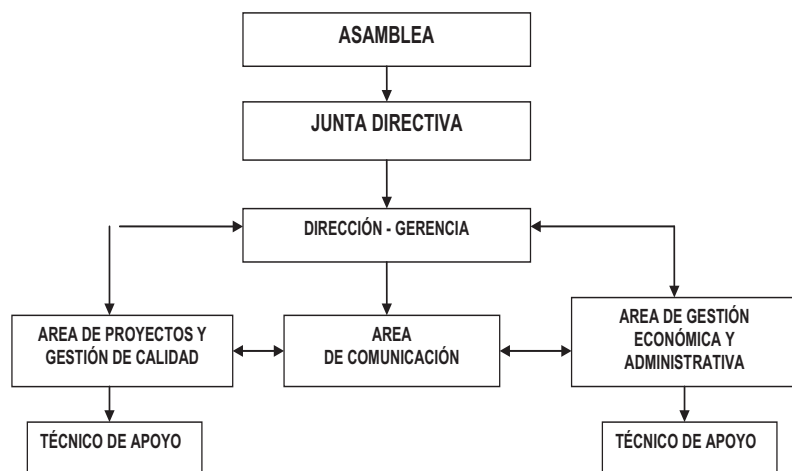 ASAMBLEA
JUNTA DIRECTIVA
DIRECCIÓN - GERENCIA
AREA DE PROYECTOS Y
GESTIÓN DE CALIDAD
AREA
DE COMUNICACIÓN
AREA DE GESTIÓN
ECONÓMICA Y
ADMINISTRATIVA
TÉCNICO DE APOYO
TÉCNICO DE APOYO